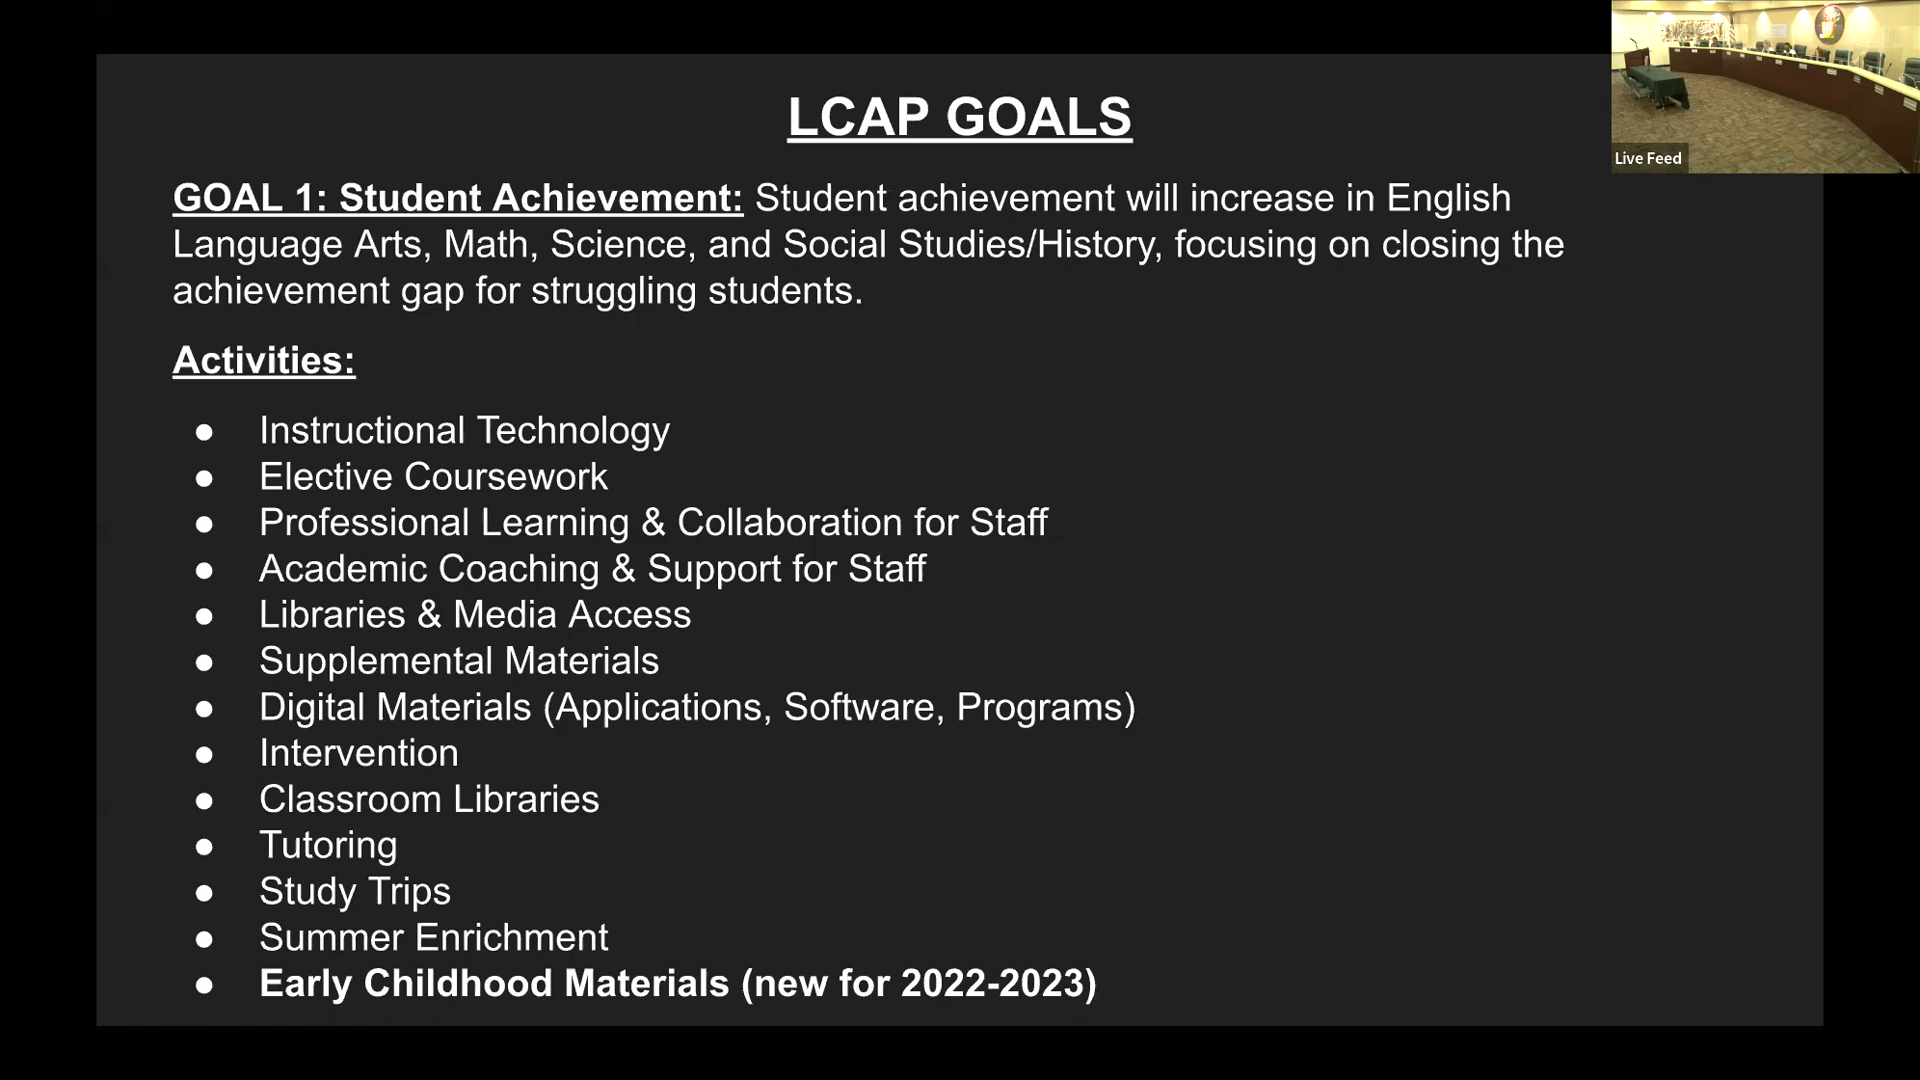 LCAP GOALS
Live Feed
GOAL 1: Student Achievement: Student achievement will increase in English
Language Arts, Math, Science, and Social Studies/History, focusing on closing the
achievement gap for struggling students.
Activities:
● Instructional Technology
● Elective Coursework
● Professional Learning & Collaboration for Staff
● Academic Coaching & Support for Staff
● Libraries & Media Access
● Supplemental Materials
● Digital Materials (Applications, Software, Programs)
● Intervention
● Classroom Libraries
● Tutoring
● Study Trips
● Summer Enrichment
● Early Childhood Materials (new for 2022-2023)